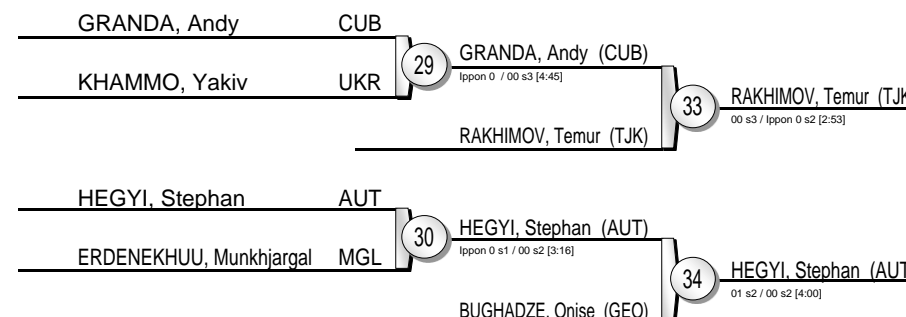 GRANDA, Andy CUB
KHAMMO, Yakiv UKR
29
GRANDA, Andy (CUB)
Ippon 0 / 00 s3 [4:45]
RAKHIMOV, Temur (TJK)
33
RAKHIMOV, Temur (TJK
00 s3 / Ippon 0 s2 [2:53]
HEGYI, Stephan AUT
ERDENEKHUU, Munkhjargal MGL
30
HEGYI, Stephan (AUT)
Ippon 0 s1 / 00 s2 [3:16]
BUGHADZE, Onise (GEO)
34
HEGYI, Stephan (AUT
01 s2 / 00 s2 [4:00]